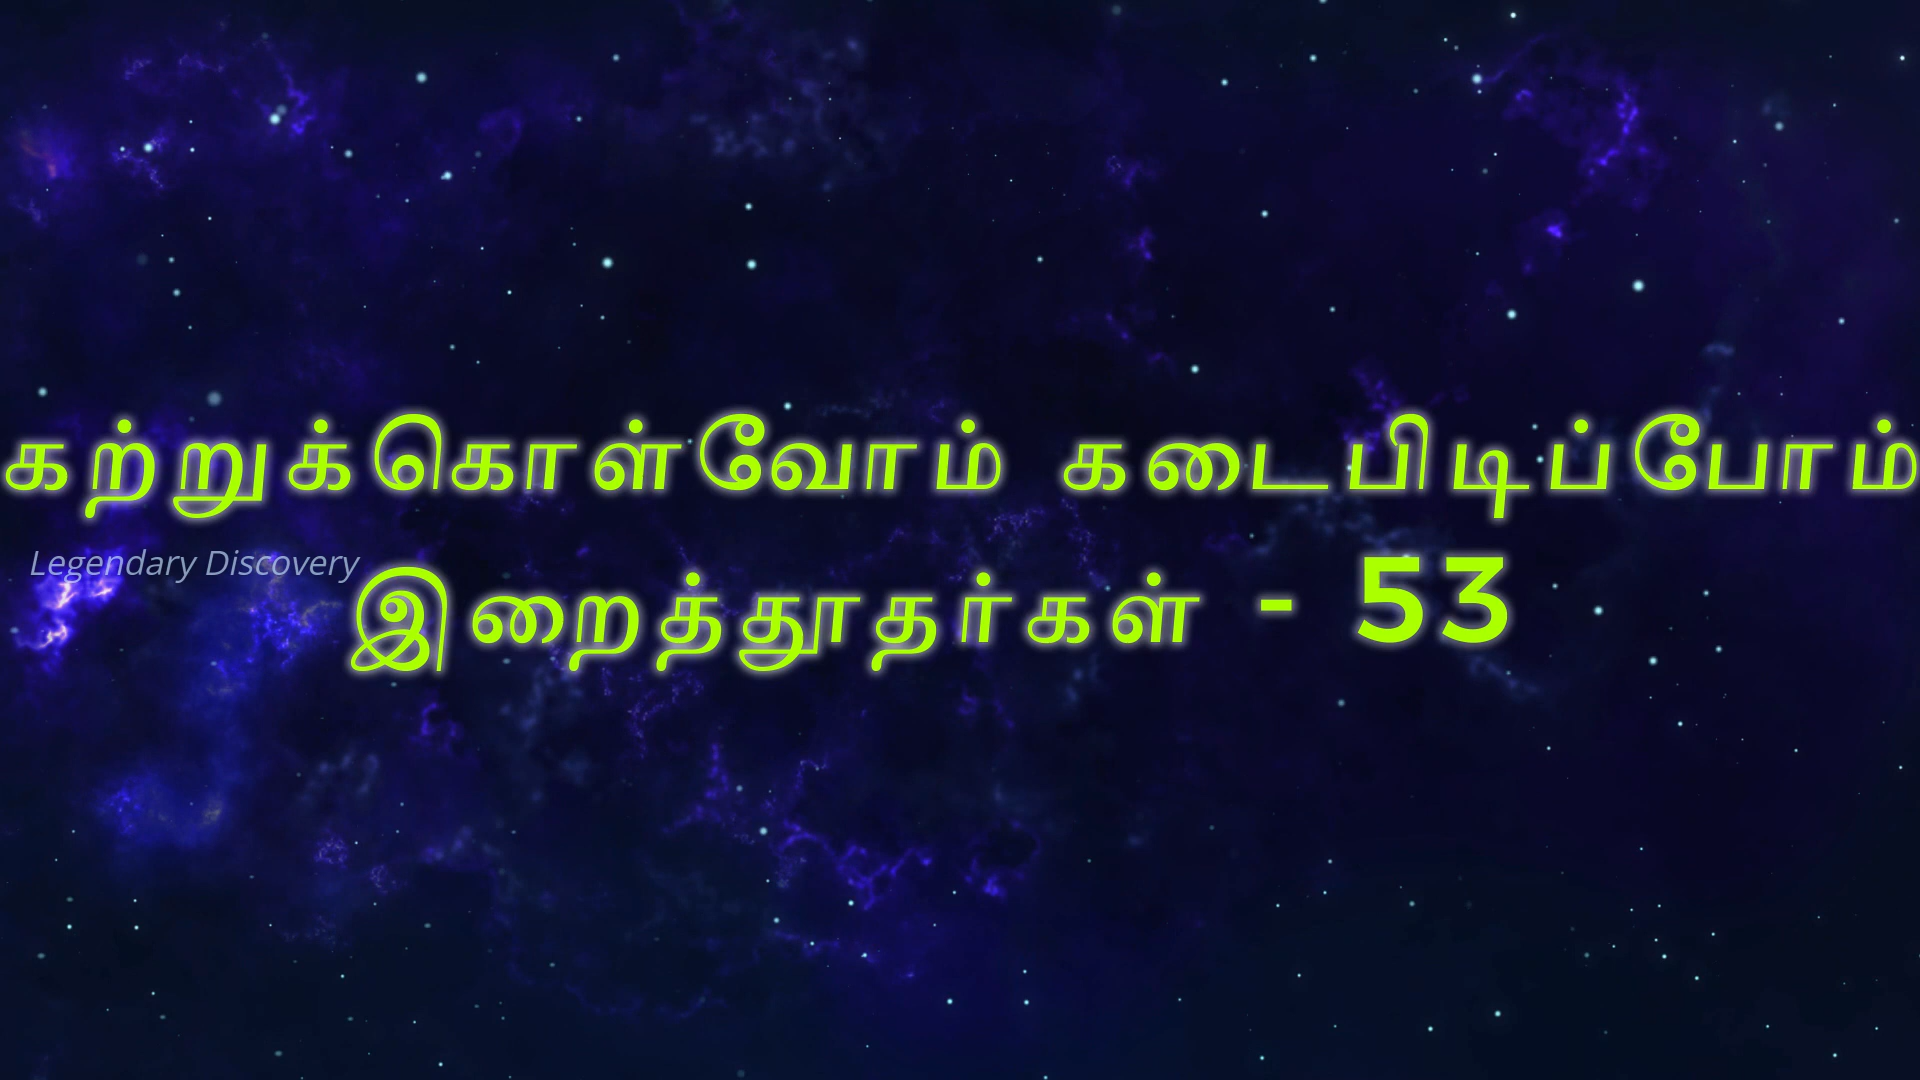 கற்றுக்கொள்வோம் கடைபிடிப்போம்
Legendary Discovery
இறைத்தூதர்கள் - 53